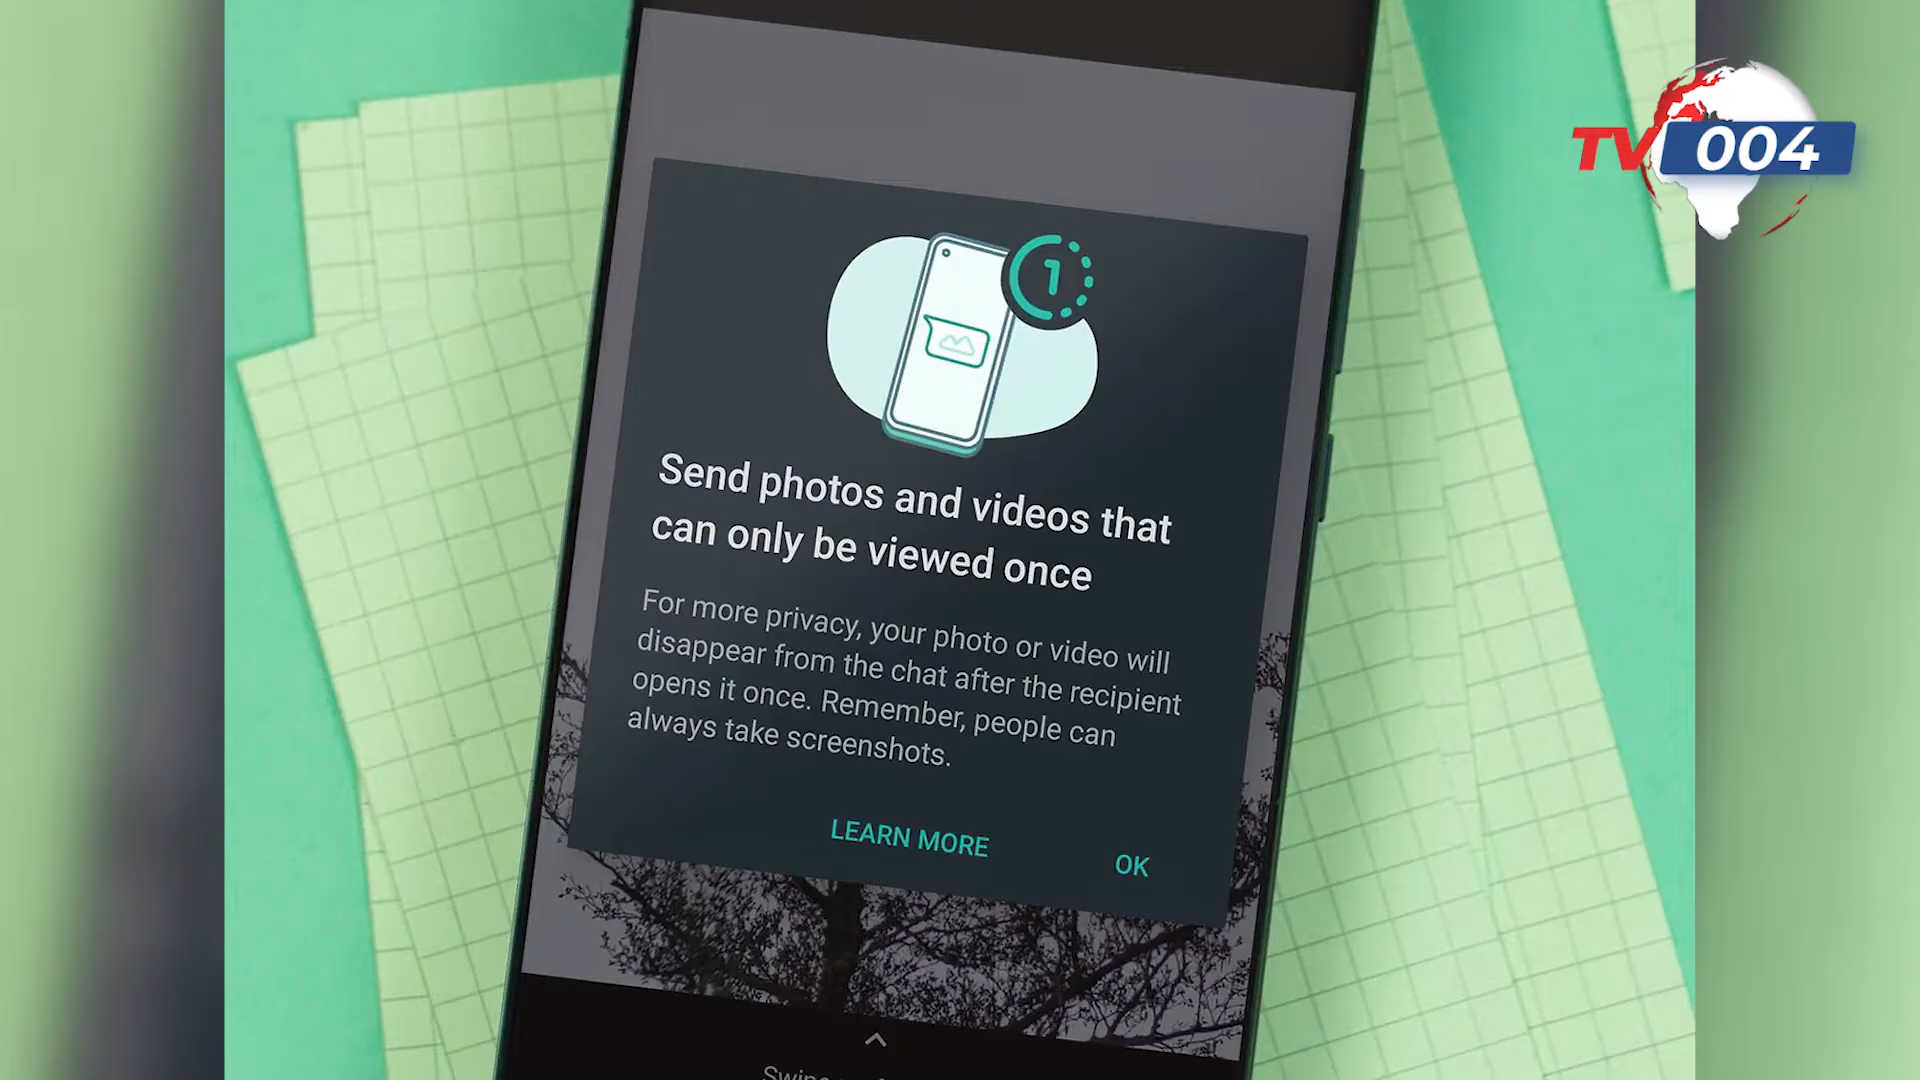 TV 004
1
Send photos and videos that
can only be viewed once
For more privacy, your photo or video will
disappear from the chat after the recipient
opens it once. Remember, people can
always take screenshots.
LEARN MORE
OK